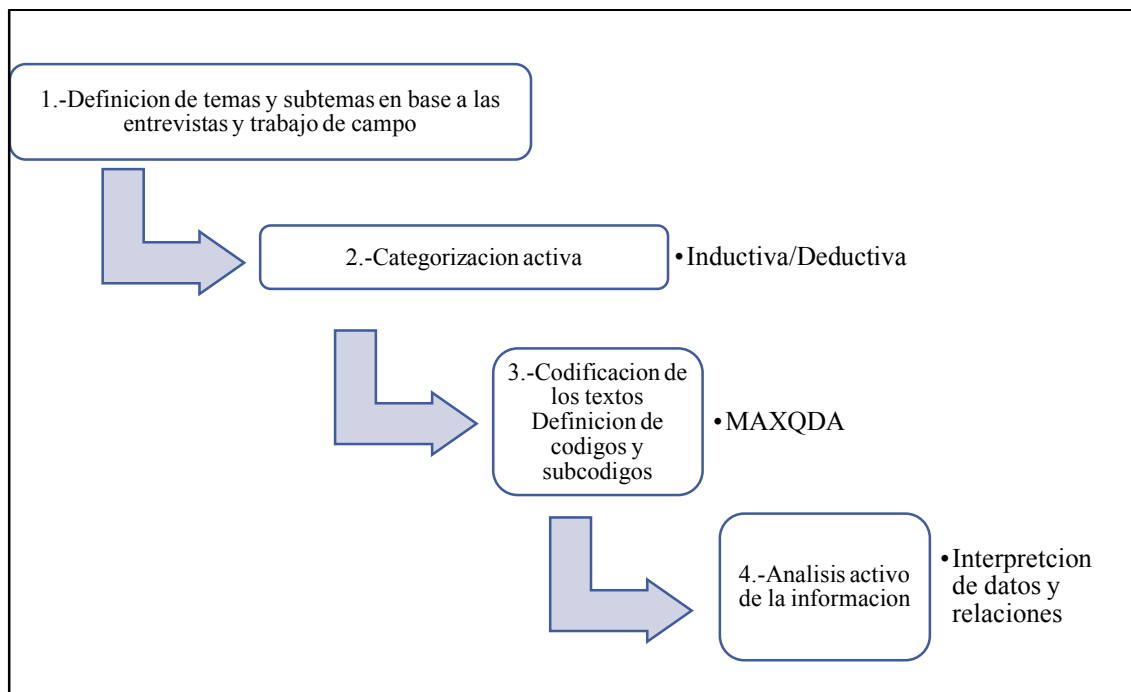 1.-Definicion de temas y subtemas en base a las
entrevistas y trabajo de campo
2.-Categorizacion activa
•Inductiva/Deductiva
3.-Codificacion de
los textos
Definicion de
codigos y
subcodigos
•MAXQDA
4.-Analisis activo
de la informacion
•Interpretcion
de datos y
relaciones